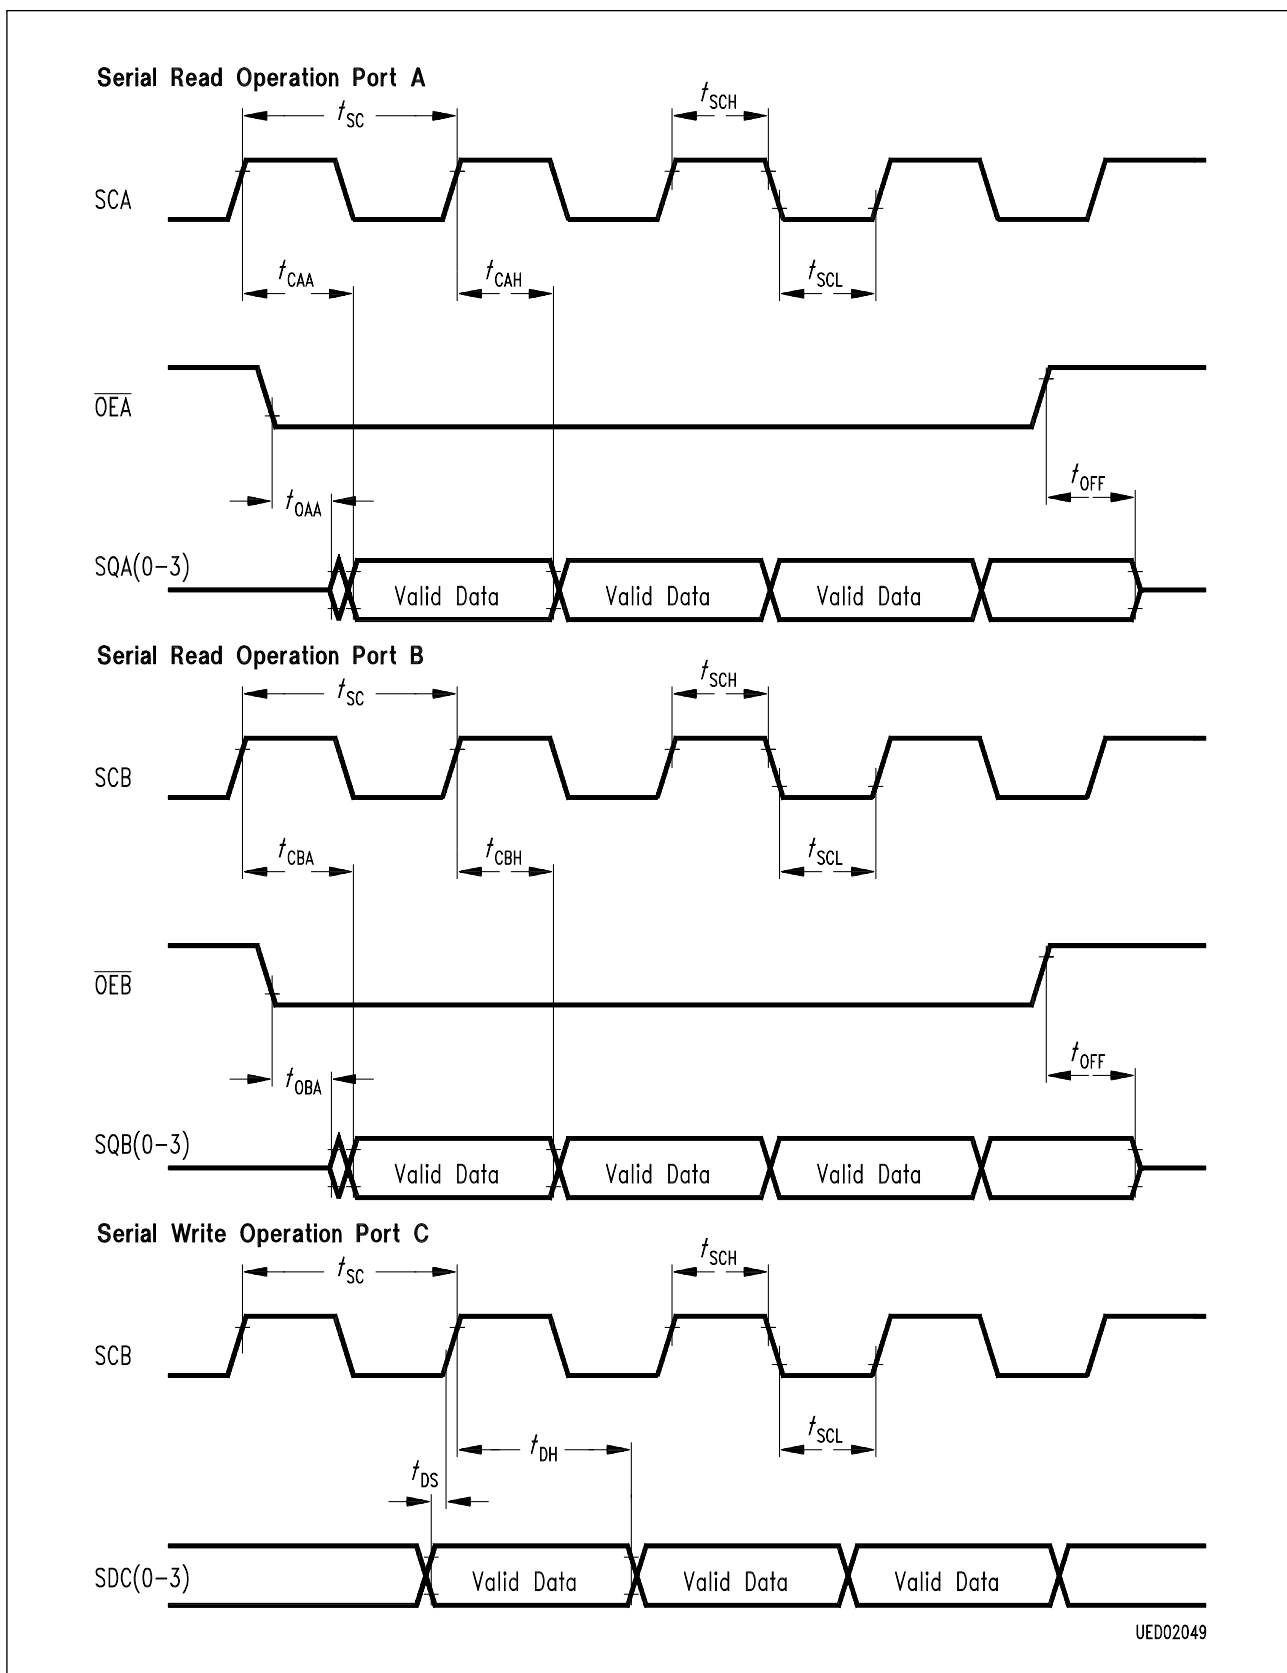 Serial Read Operation Port A
tSC
tSCH
SCA
tCAA
tCAH
tSCL
OEA
tOAA
tOFF
SQA(0-3)
Valid Data Valid Data Valid Data
Serial Read Operation Port B
tSC
tSCH
SCB
tCBA
tCBH
tSCL
OEB
tOBA
tOFF
SQB(0-3)
Valid Data Valid Data Valid Data
Serial Write Operation Port C
tSC
tSCH
SCB
tSCL
tDH
tDS
SDC(0-3)
Valid Data Valid Data Valid Data
UED02049